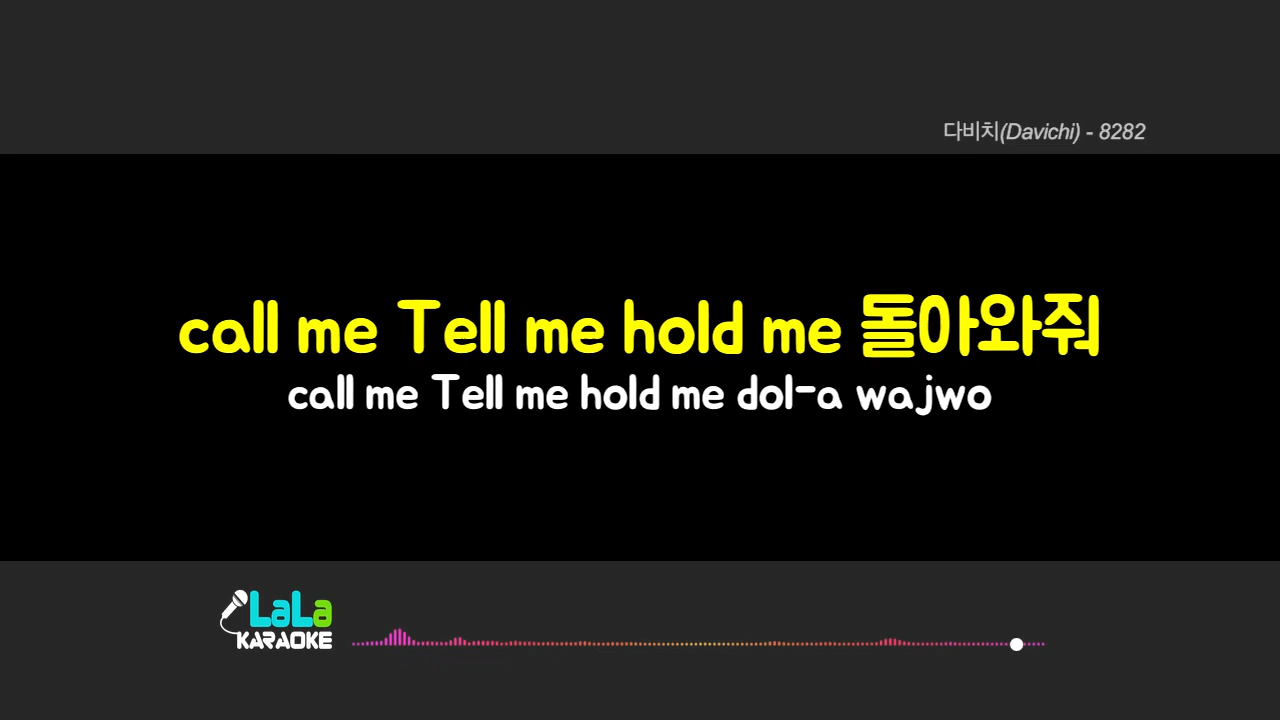 다비치(Davichi) - 8282
call me Tell me hold me 돌아와줘
call me Tell me hold me dol-a wajwo
LaLa
KARAOKE